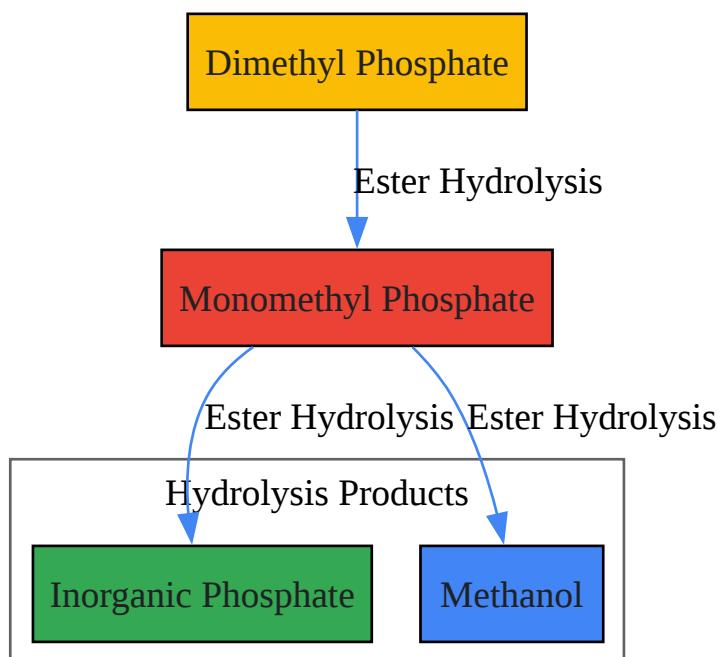 Dimethyl Phosphate
Ester Hydrolysis
Monomethyl Phosphate
Ester Hydrolysis
Ester Hydrolysis
Hydrolysis Products
Inorganic Phosphate
Methanol